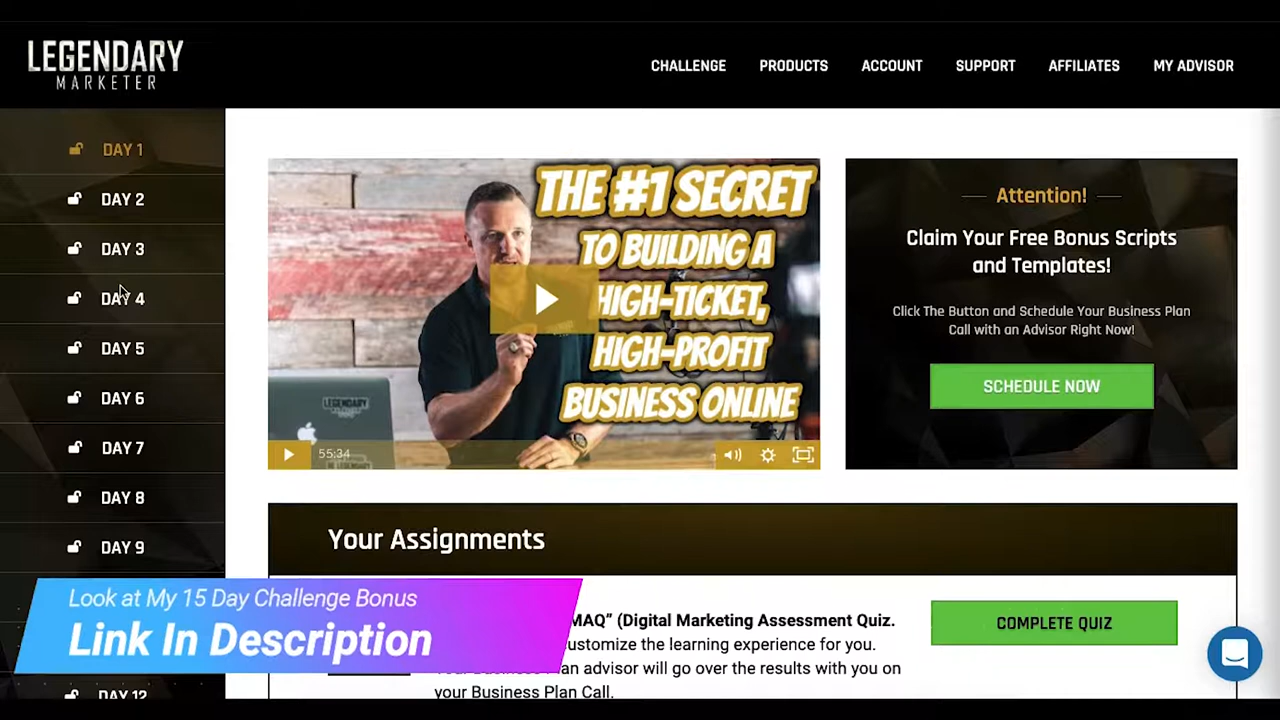 LEGENDARY
MARKETER
CHALLENGE
PRODUCTS
ACCOUNT
SUPPORT
AFFILIATES
MY ADVISOR
DAY 1
DAY 2
DAY 3
DAY 4
DAY 5
DAY 6
DAY 7
DAY 8
DAY 9
DAY 12
THE #1 SECRET
TO BUILDING A
HIGH-TICKET,
HIGH-PROFIT
BUSINESS ONLINE
LEGENDARY
55:34
Attention!
Claim Your Free Bonus Scripts
and Templates!
Click The Button and Schedule Your Business Plan
Call with an Advisor Right Now!
SCHEDULE NOW
Your Assignments
MAQ” (Digital Marketing Assessment Quiz.
customize the learning experience for you.
advisor will go over the results with you on
your Business Plan Call.
COMPLETE QUIZ
Look at My 15 Day Challenge Bonus
Link In Description